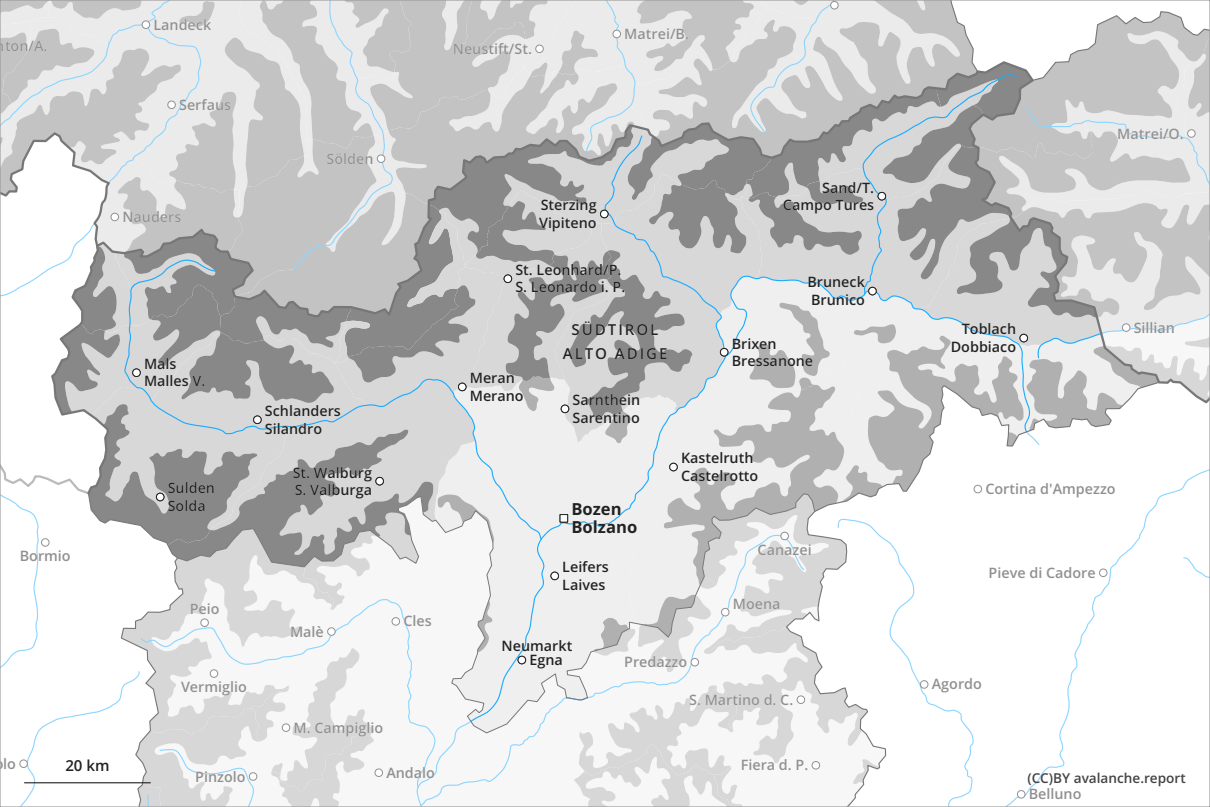 Landeck
Matrei/B.
nton/A.
Neustift/St.
Serfaus
Matrei/O.
Sölden
Sand/T.
Campo Tures
Sterzing
Vipiteno
Nauders
St. Leonhard/P.
S. Leonardo i. P.
Bruneck
Brunico
SÜDTIROL
ALTO ADIGE
Toblach
Dobbiaco
Sillian
Brixen
Bressanone
Mals
Malles V.
Meran
Merano
Sarnthein
Sarentino
Schlanders
Silandro
Kastelruth
Castelrotto
St. Walburg
S. Valburga
Sulden
Solda
Cortina d'Ampezzo
Bozen
Bolzano
Bormio
Canazei
Leifers
Laives
Pieve di Cadore
Peio
Moena
Malè
Cles
Neumarkt
Egna
Predazzo
Vermiglio
Agordo
S. Martino d. C.
M. Campiglio
20 km
olo
Pinzolo
Andalo
Fiera d. P.
(CC)BY avalanche.report
Belluno